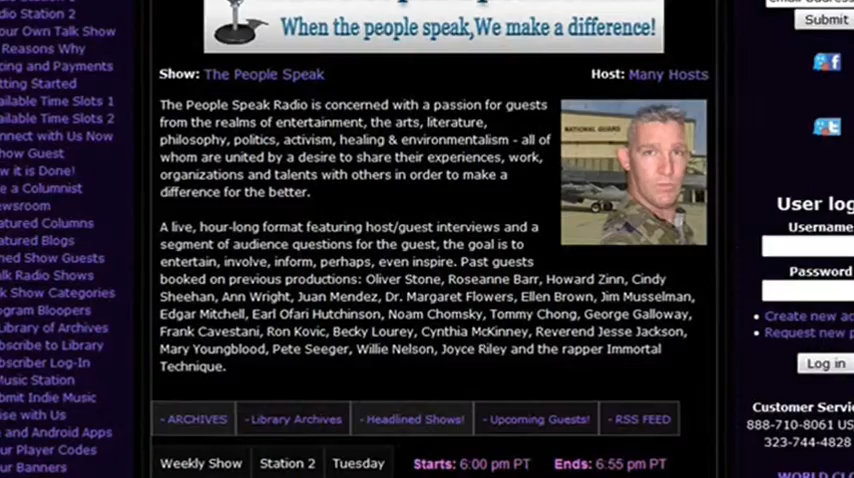 When the people speak,We make a difference!
Submit
Show: The People Speak
Host: Many Hosts
The People Speak Radio is concerned with a passion for guests
from the realms of entertainment, the arts, literature,
philosophy, politics, activism, healing & environmentalism - all of
whom are united by a desire to share their experiences, work,
organizations and talents with others in order to make a
difference for the better.
NATIONAL GUARD
A live, hour-long format featuring host/guest interviews and a
segment of audience questions for the guest, the goal is to
entertain, involve, inform, perhaps, even inspire. Past guests
booked on previous productions: Oliver Stone, Roseanne Barr, Howard Zinn, Cindy
Sheehan, Ann Wright, Juan Mendez, Dr. Margaret Flowers, Ellen Brown, Jim Musselman,
Edgar Mitchell, Earl Ofari Hutchinson, Noam Chomsky, Tommy Chong, George Galloway,
Frank Cavestani, Ron Kovic, Becky Lourey, Cynthia McKinney, Reverend Jesse Jackson,
Mary Youngblood, Pete Seeger, Willie Nelson, Joyce Riley and the rapper Immortal
Technique.
- ARCHIVES
- Library Archives
- Headlined Shows!
- Upcoming Guests!
- RSS FEED
Weekly Show
Station 2
Tuesday
Starts: 6:00 pm PT
Ends: 6:55 pm PT
adio Station 2
our Own Talk Show
Reasons Why
cing and Payments
tting Started
ailable Time Slots 1
ailable Time Slots 2
nnect with Us Now
how Guest
w it is Done!
e a Columnist
ewsroom
atured Columns
atured Blogs
ned Show Guests
alk Radio Shows
k Show Categories
ogram Bloopers
Library of Archives
bscribe to Library
bscriber Log-In
Music Station
ubmit Indie Music
ise with Us
e and Android Apps
ur Player Codes
ur Banners
User log
Username
Password
Create new ac
Request new p
Log in
Customer Servic
888-710-8061 US
323-744-4828
WORLD CLO